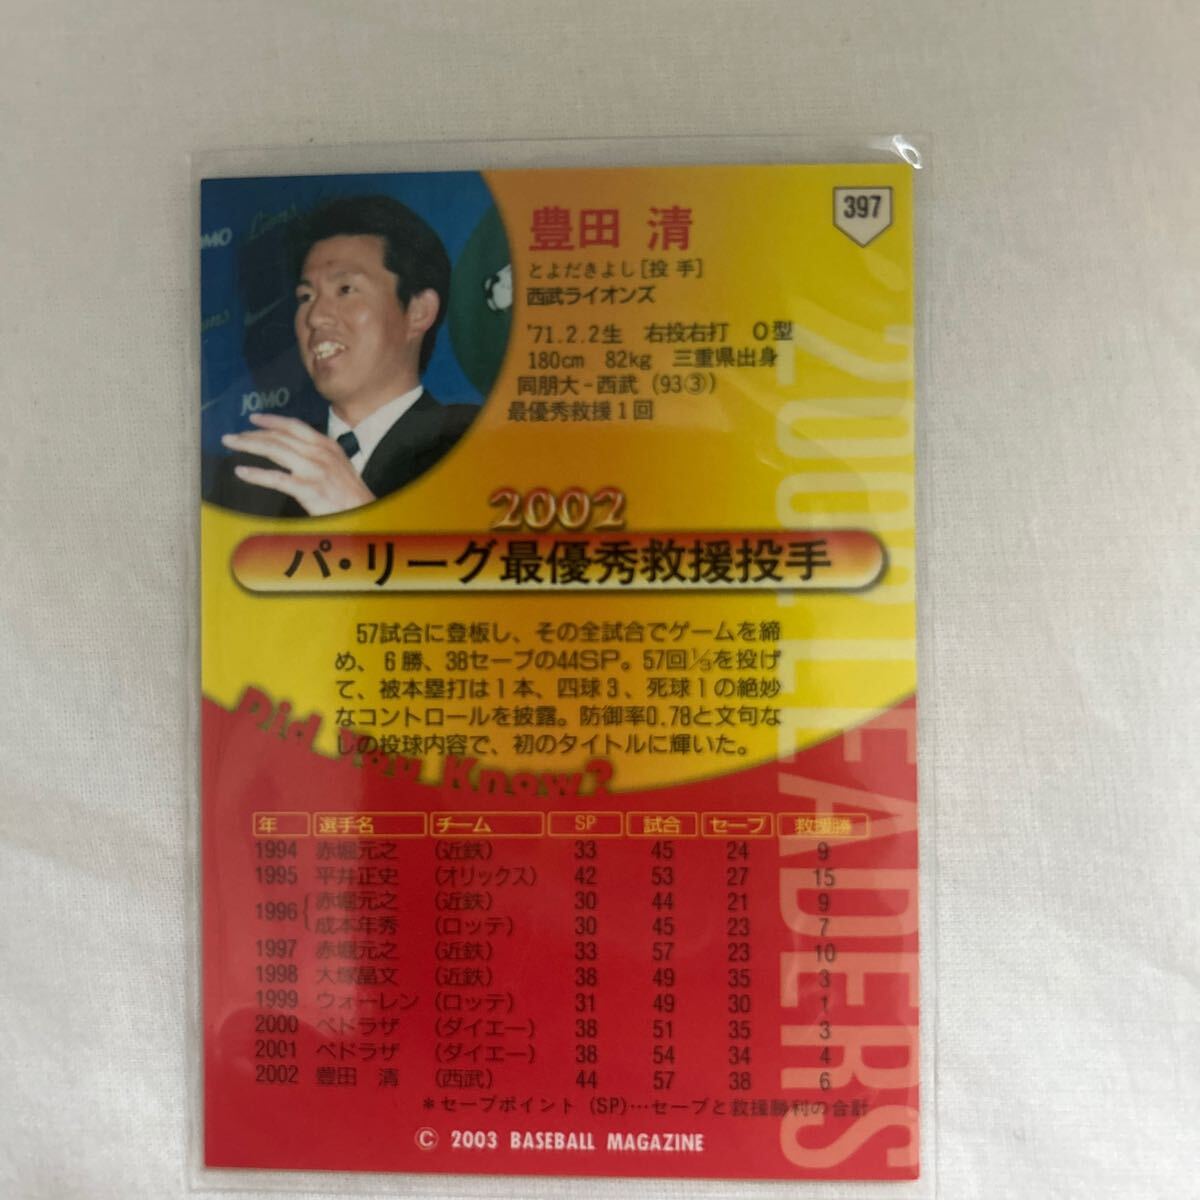 397
豊田 清
とよだきよし[投 手]
西武ライオンズ
'71.2.2生 右投右打 O型
180cm 82kg 三重県出身
同朋大-西武(93③)
最優秀救援1回
JOMO
2002
パ・リーグ最優秀救援投手
57試合に登板し、その全試合でゲームを締
め、6勝、38セーブの44SP。57回⅓を投げ
て、被本塁打は1本、四球3、死球1の絶妙
なコントロールを披露。防御率0.78と文句な
しの投球内容で、初のタイトルに輝いた。
Did You Know?
2002 LEADERS
年 選手名 チーム SP 試合 セーブ 救援勝
1994 赤堀元之 (近鉄) 33 45 24 9
1995 平井正史 (オリックス) 42 53 27 15
1996 { 赤堀元之 (近鉄) 30 44 21 9
成本年秀 (ロッテ) 30 45 23 7
1997 赤堀元之 (近鉄) 33 57 23 10
1998 大塚晶文 (近鉄) 38 49 35 3
1999 ウォーレン (ロッテ) 31 49 30 1
2000 ペドラザ (ダイエー) 38 51 35 3
2001 ペドラザ (ダイエー) 38 54 34 4
2002 豊田 清 (西武) 44 57 38 6
*セーブポイント(SP)…セーブと救援勝利の合計
© 2003 BASEBALL MAGAZINE